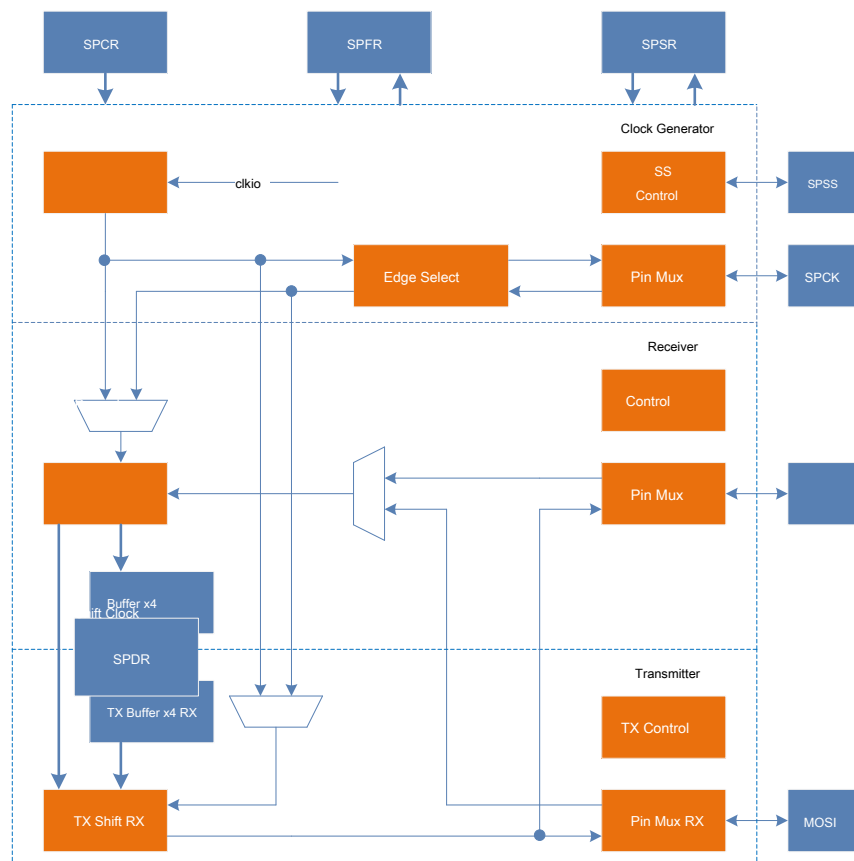 SPCR
SPFR
SPSR
Clock Generator
clkio
SS
Control
SPSS
Edge Select
Pin Mux
SPCK
Receiver
Control
Pin Mux
Buffer x4
ift Clock
SPDR
Transmitter
TX Buffer x4 RX
TX Control
TX Shift RX
Pin Mux RX
MOSI